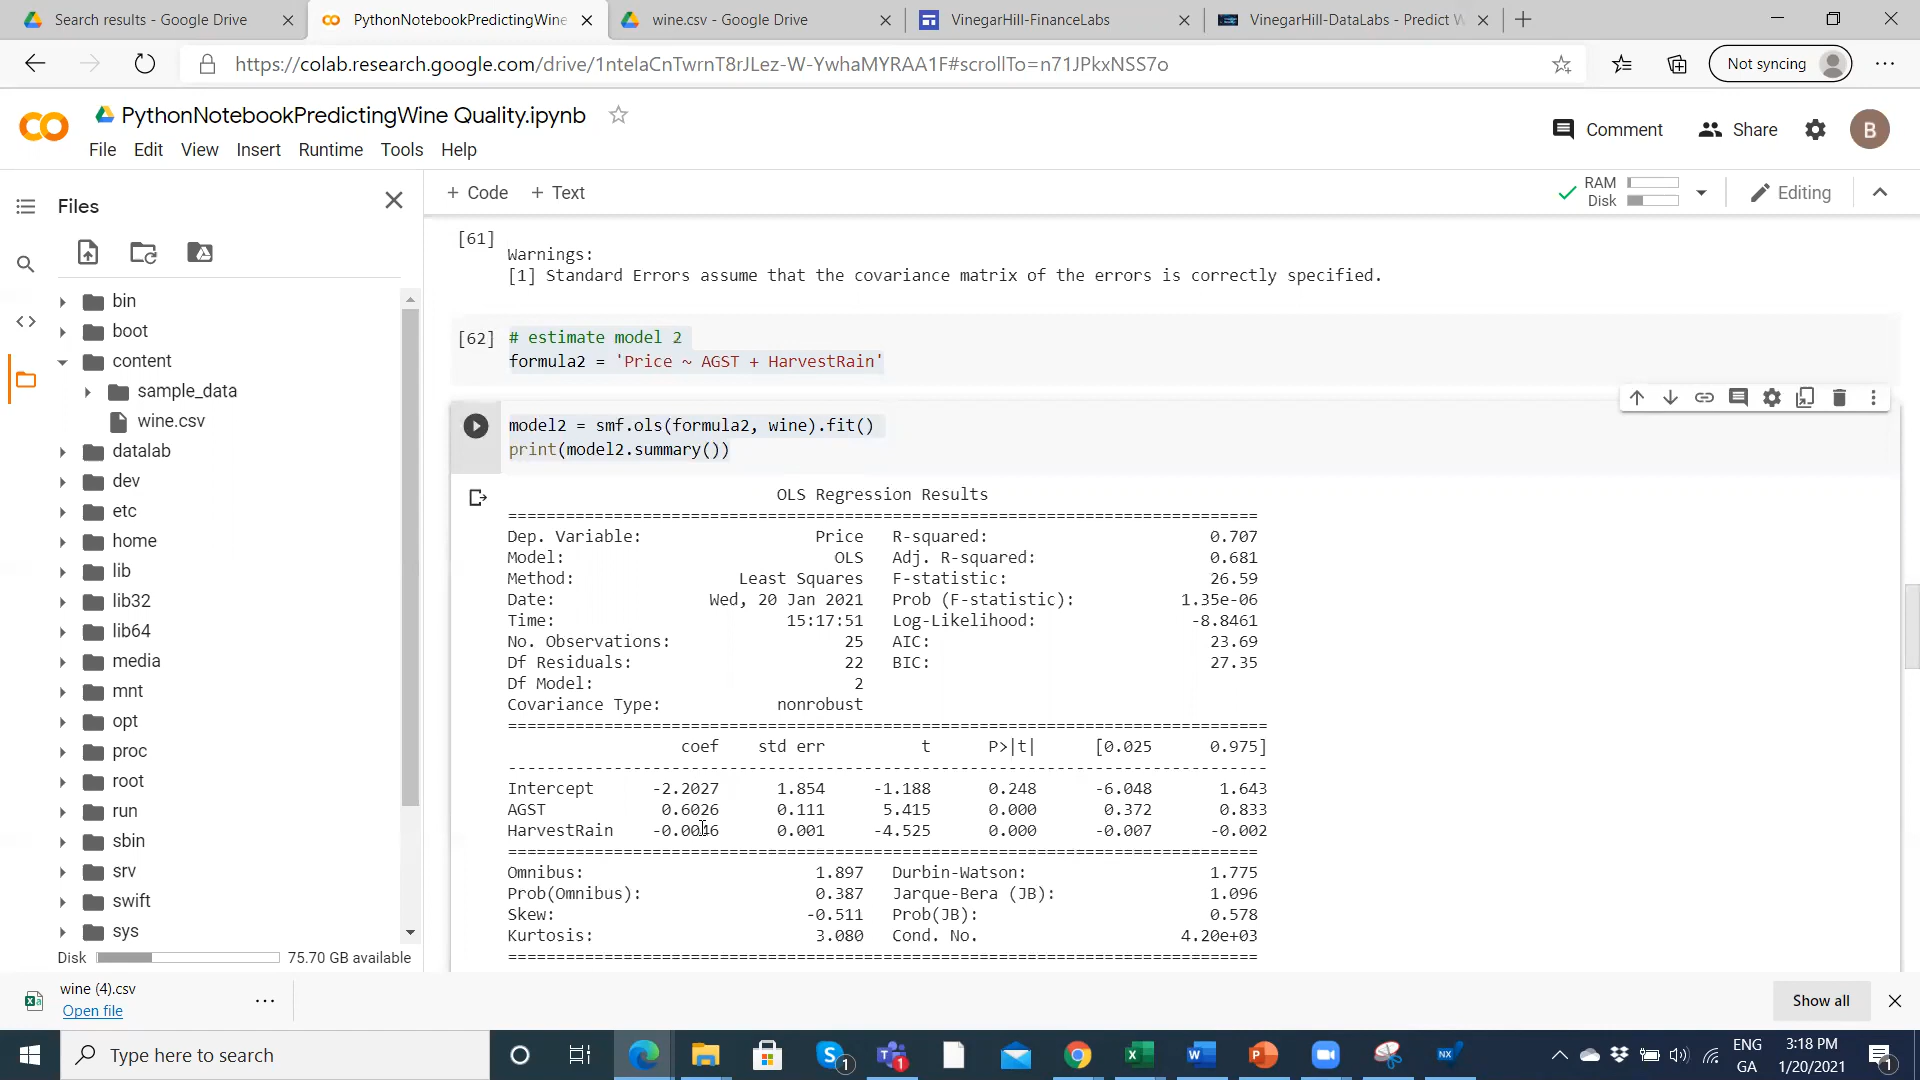 Search results - Google Drive
PythonNotebookPredictingWine
wine.csv - Google Drive
VinegarHill-FinanceLabs
VinegarHill-DataLabs - Predict W
https://colab.research.google.com/drive/1ntelaCnTwrnT8rJLez-W-YwhaMYRAA1F#scrollTo=n71JPkxNSS7o
Not syncing
PythonNotebookPredictingWine Quality.ipynb
File Edit View Insert Runtime Tools Help
Comment
Share
B
Files
+ Code + Text
RAM
Disk
Editing
bin
boot
content
sample_data
wine.csv
datalab
dev
etc
home
lib
lib32
lib64
media
mnt
opt
proc
root
run
sbin
srv
swift
sys
Disk 75.70 GB available
[61]
Warnings:
[1] Standard Errors assume that the covariance matrix of the errors is correctly specified.
[62] # estimate model 2
formula2 = 'Price ~ AGST + HarvestRain'
model2 = smf.ols(formula2, wine).fit()
print(model2.summary())
OLS Regression Results
==============================================================================
Dep. Variable: Price R-squared: 0.707
Model: OLS Adj. R-squared: 0.681
Method: Least Squares F-statistic: 26.59
Date: Wed, 20 Jan 2021 Prob (F-statistic): 1.35e-06
Time: 15:17:51 Log-Likelihood: -8.8461
No. Observations: 25 AIC: 23.69
Df Residuals: 22 BIC: 27.35
Df Model: 2
Covariance Type: nonrobust
===============================================================================
coef std err t P>|t| [0.025 0.975]
-------------------------------------------------------------------------------
Intercept -2.2027 1.854 -1.188 0.248 -6.048 1.643
AGST 0.6026 0.111 5.415 0.000 0.372 0.833
HarvestRain -0.0046 0.001 -4.525 0.000 -0.007 -0.002
==============================================================================
Omnibus: 1.897 Durbin-Watson: 1.775
Prob(Omnibus): 0.387 Jarque-Bera (JB): 1.096
Skew: -0.511 Prob(JB): 0.578
Kurtosis: 3.080 Cond. No. 4.20e+03
==============================================================================
wine (4).csv
Open file
Show all
Type here to search
ENG
GA
3:18 PM
1/20/2021